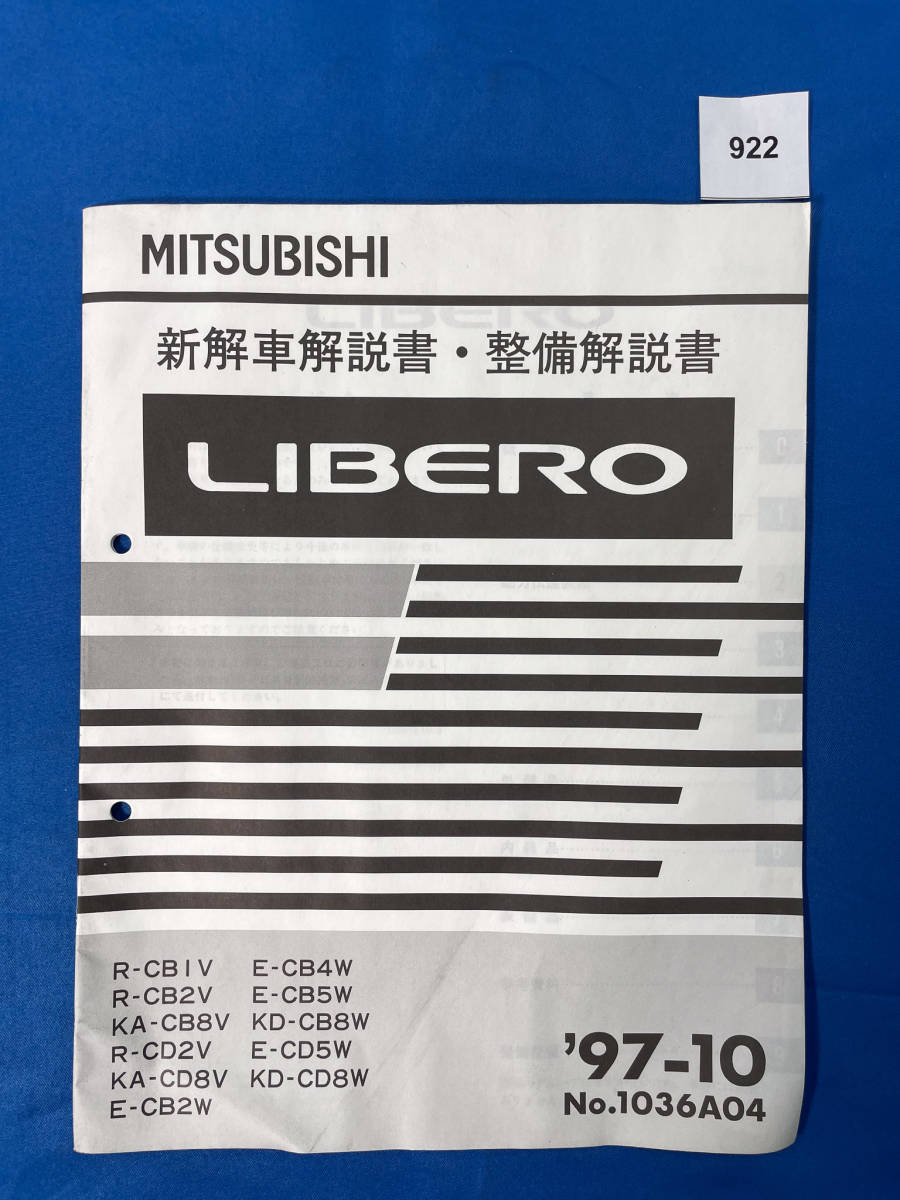 922
MITSUBISHI
新解車解説書・整備解説書
LIBERO
R-CB1V E-CB4W
R-CB2V E-CB5W
KA-CB8V KD-CB8W
R-CD2V E-CD5W
KA-CD8V KD-CD8W
E-CB2W
'97-10
No.1036A04